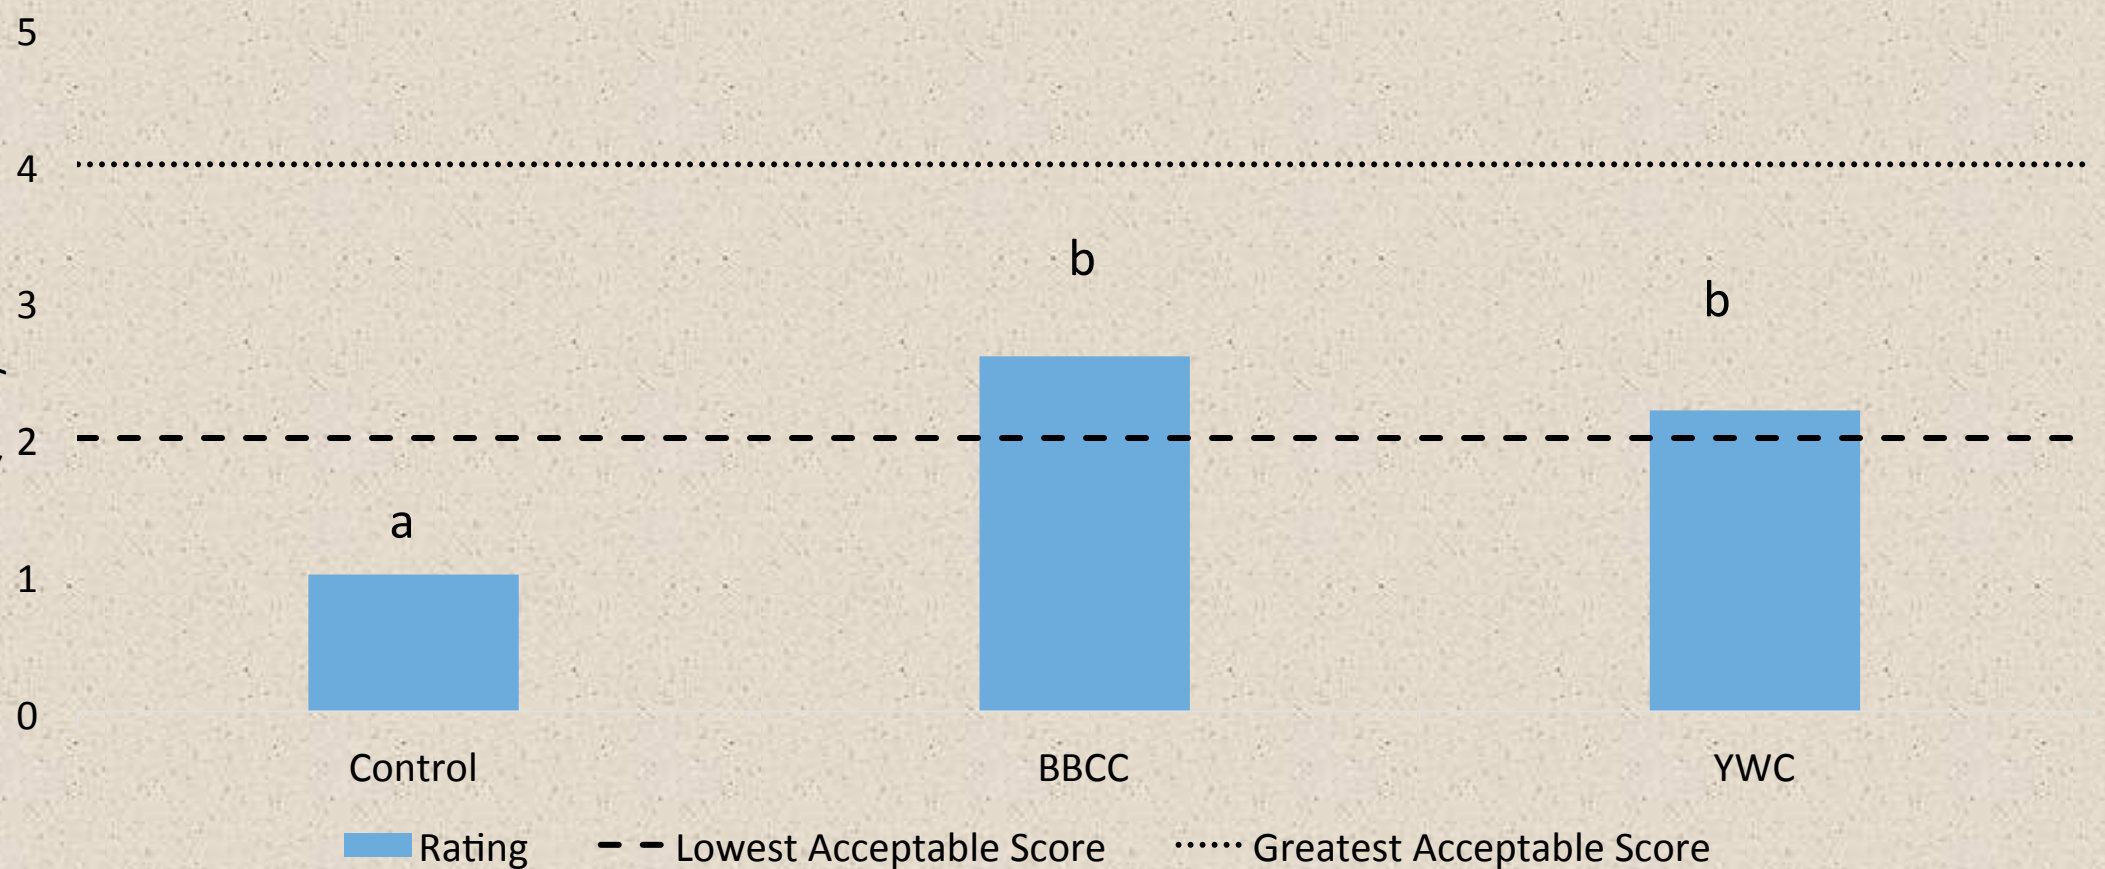 5
4
b
3
b
2
a
1
0
Control BBCC YWC
Rating Lowest Acceptable Score Greatest Acceptable Score